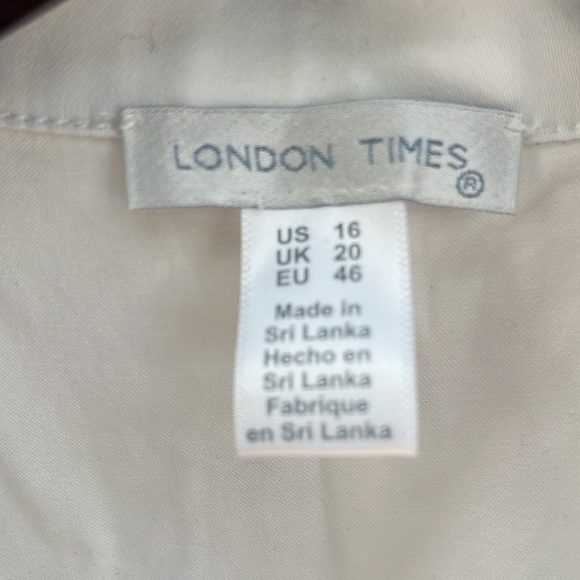 LONDON TIMES ®
US 16
UK 20
EU 46
Made in
Sri Lanka
Hecho en
Sri Lanka
Fabrique
en Sri Lanka